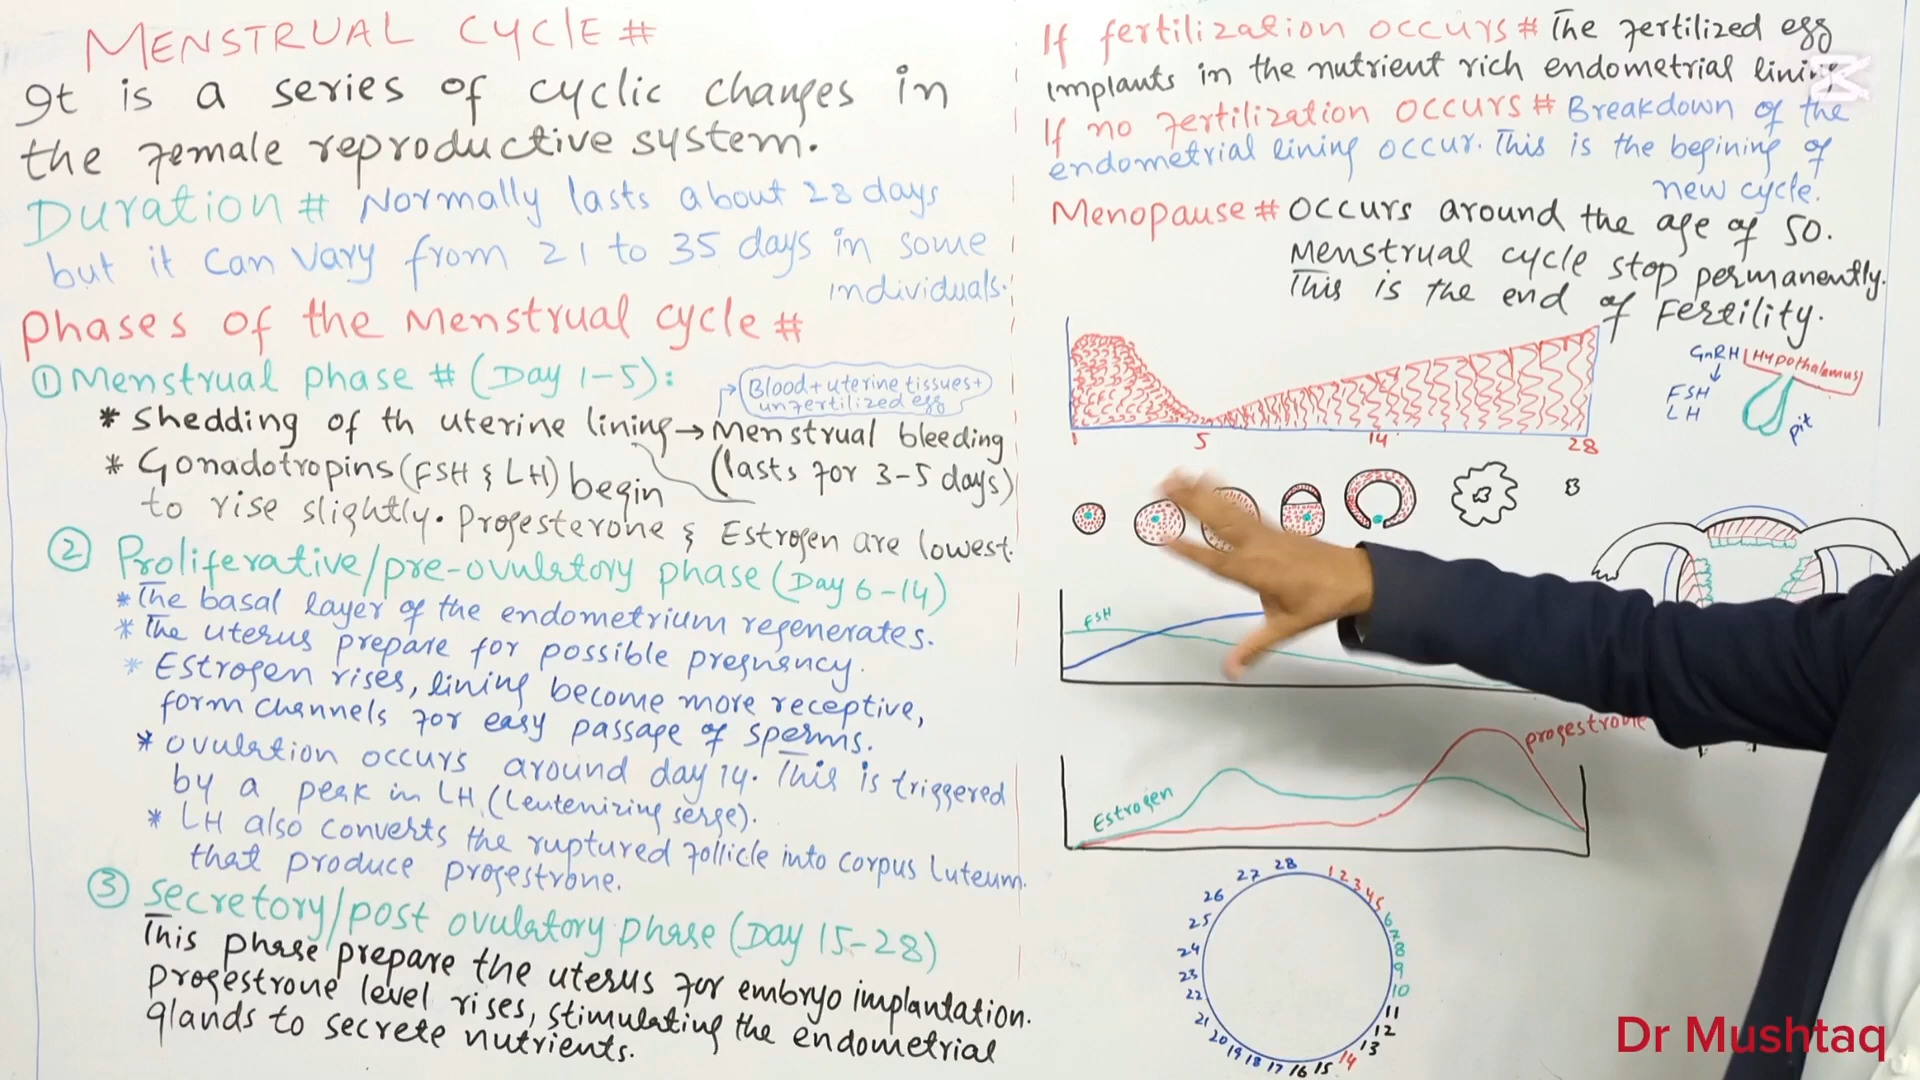 MENSTRUAL CYCLE #
It is a series of cyclic changes in
the female reproductive system.
Duration # Normally lasts about 28 days
but it can vary from 21 to 35 days in some
individuals.
Phases of the Menstrual cycle #
① Menstrual phase # (Day 1-5):
Blood + uterine tissues +
unfertilized egg
* Shedding of th uterine lining → Menstrual bleeding
(lasts for 3-5 days)
* Gonadotropins (FSH & LH) begin
to rise slightly. Progesterone & Estrogen are lowest.
② Proliferative/pre-ovulatory phase (Day 6-14)
* The basal layer of the endometrium regenerates.
* The uterus prepare for possible pregnancy.
* Estrogen rises, lining become more receptive,
form channels for easy passage of sperms.
* Ovulation occurs around day 14. This is triggered
by a peak in LH (Leutenizing serge).
* LH also converts the ruptured follicle into corpus luteum
that produce progestrone.
③ Secretory/post ovulatory phase (Day 15-28)
This phase prepare the uterus for embryo implantation.
Progestrone level rises, stimulating the endometrial
glands to secrete nutrients.
If fertilization occurs # The fertilized egg
implants in the nutrient rich endometrial lining
If no fertilization occurs # Breakdown of the
endometrial lining occur. This is the begining of
new cycle.
Menopause # occurs around the age of 50.
Menstrual cycle stop permanently.
This is the end of Fertility.
GnRH Hypothalamus
FSH
LH
pit
1 5 14 28
FSH
progestrone
Estrogen
1 2 3 4 5 6 7 8 9 10 11 12 13 14 15 16 17 18 19 20 21 22 23 24 25 26 27 28
Dr Mushtaq